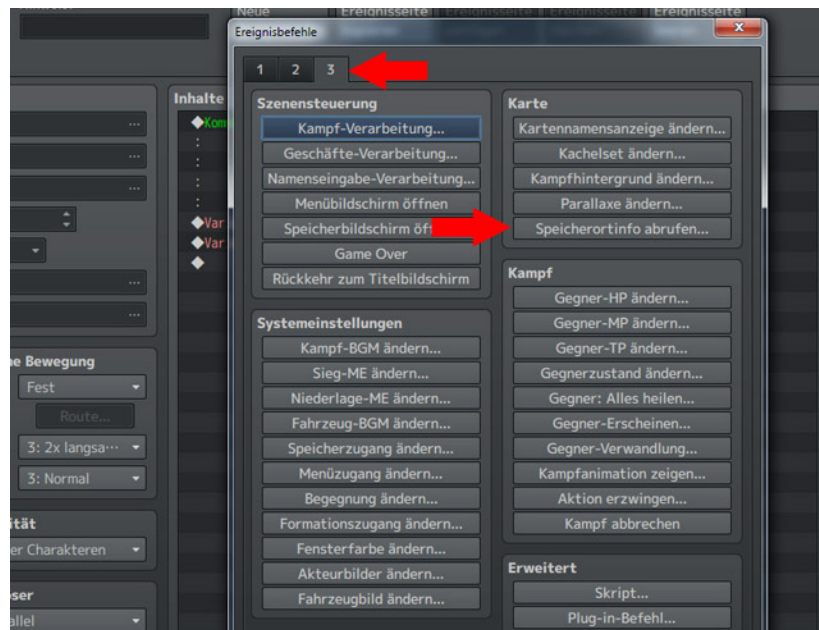 Neue
Ereignisseite
Ereignisseite
Ereignisseite
Ereignisseite
Ereignisbefehle
1
2
3
Inhalte
Kom
:
:
:
:
Var
Var
Szenensteuerung
Kampf-Verarbeitung...
Geschäfte-Verarbeitung...
Namenseingabe-Verarbeitung...
Menübildschirm öffnen
Speicherbildschirm öf
Game Over
Rückkehr zum Titelbildschirm
Systemeinstellungen
Kampf-BGM ändern...
Sieg-ME ändern...
Niederlage-ME ändern...
Fahrzeug-BGM ändern...
Speicherzugang ändern...
Menüzugang ändern...
Begegnung ändern...
Formationszugang ändern...
Fensterfarbe ändern...
Akteurbilder ändern...
Fahrzeugbild ändern...
Karte
Kartennamensanzeige ändern...
Kachelset ändern...
Kampfhintergrund ändern...
Parallaxe ändern...
Speicherortinfo abrufen...
Kampf
Gegner-HP ändern...
Gegner-MP ändern...
Gegner-TP ändern...
Gegnerzustand ändern...
Gegner: Alles heilen...
Gegner-Erscheinen...
Gegner-Verwandlung...
Kampfanimation zeigen...
Aktion erzwingen...
Kampf abbrechen
Erweitert
Skript...
Plug-in-Befehl...
ne Bewegung
Fest
Route...
3: 2x langsa...
3: Normal
ität
er Charakteren
ser
allel